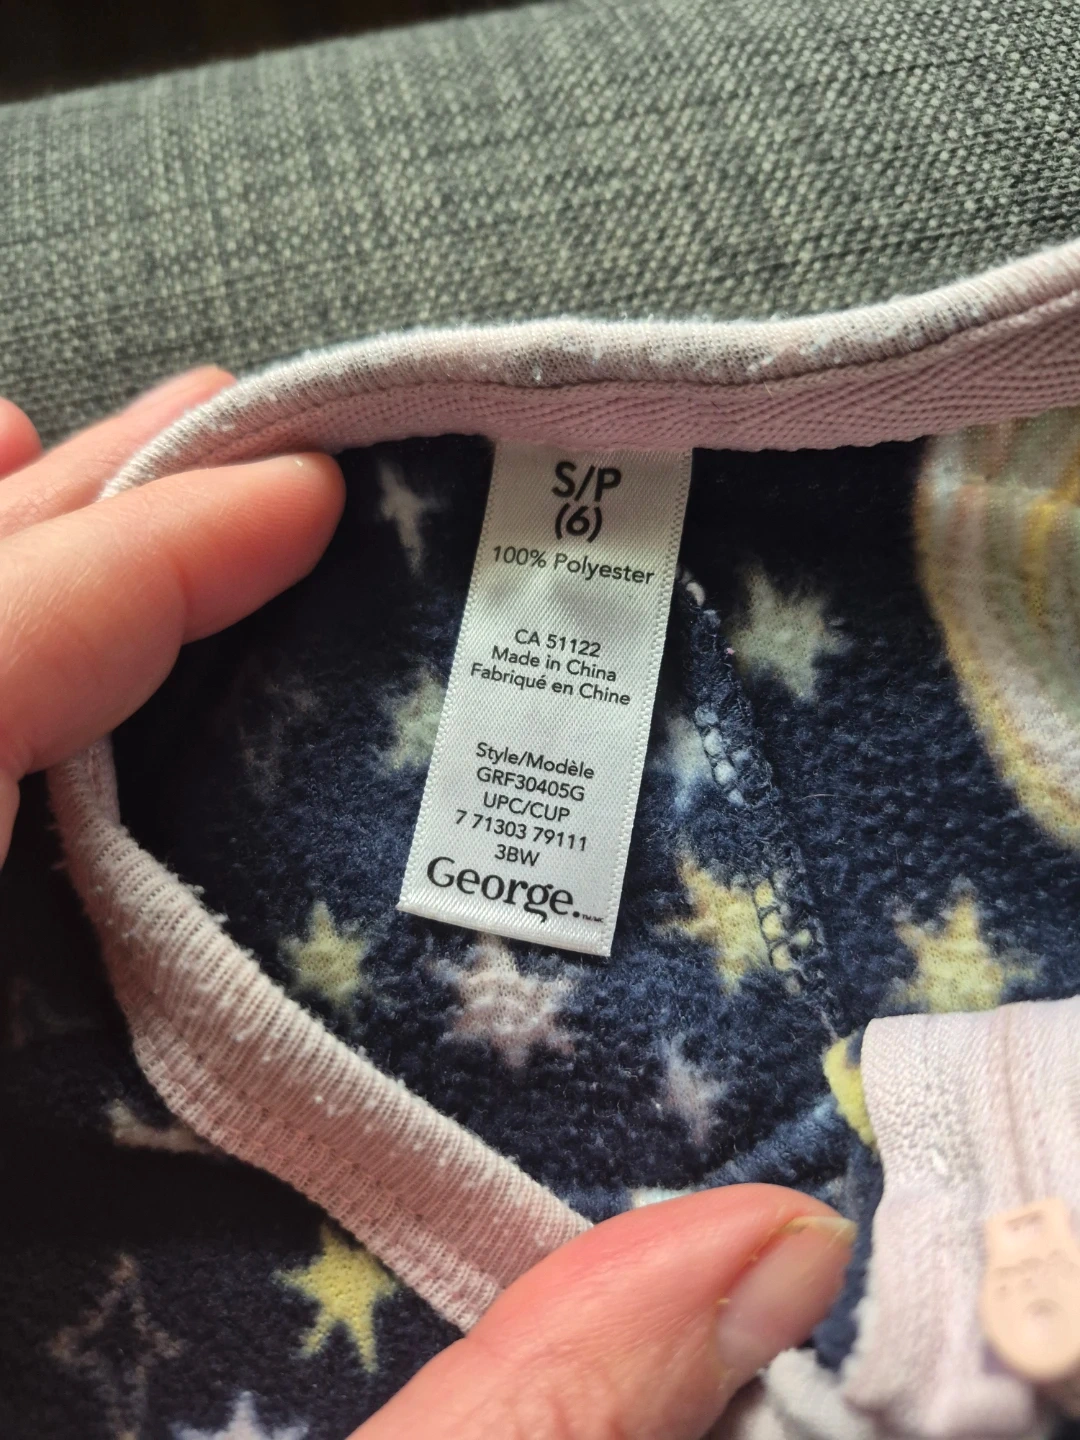 S/P
(6)
100% Polyester
CA 51122
Made in China
Fabriqué en Chine
Style/Modèle
GRF30405G
UPC/CUP
7 71303 79111
3BW
George.